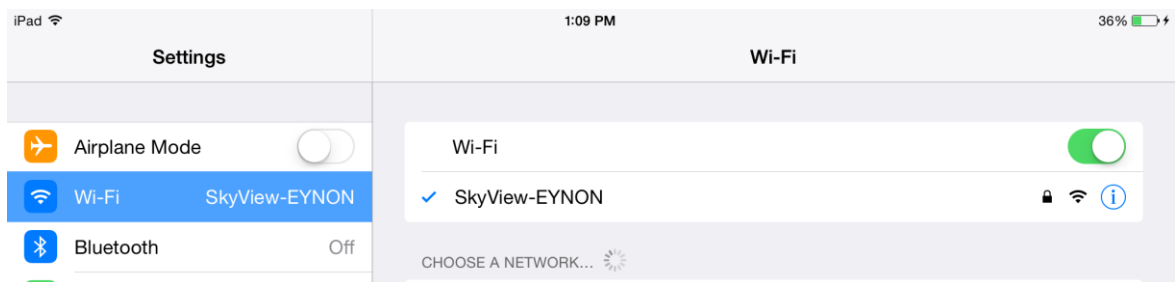 iPad 1:09 PM 36%
Settings Wi-Fi
Airplane Mode
Wi-Fi SkyView-EYNON
Bluetooth Off
Wi-Fi
SkyView-EYNON
CHOOSE A NETWORK...